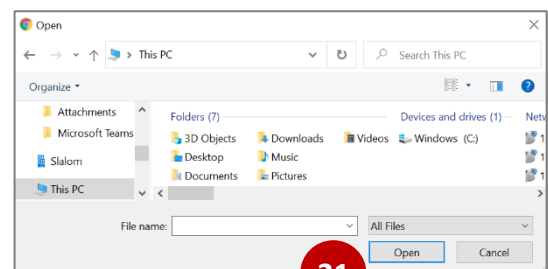 Open
This PC
Search This PC
Organize
Attachments
Microsoft Teams
Slalom
This PC
Folders (7)
3D Objects
Downloads
Videos
Desktop
Music
Documents
Pictures
Devices and drives (1)
Windows (C:)
File name:
All Files
Open
Cancel